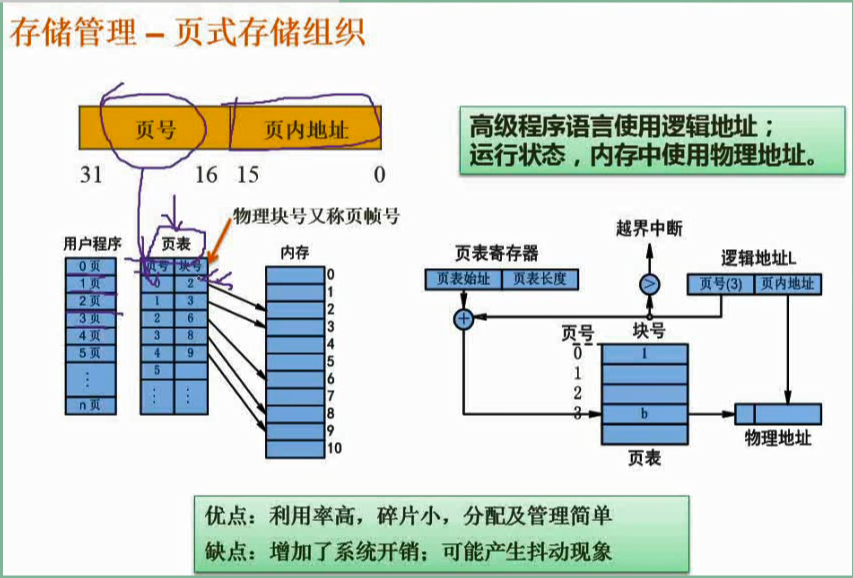 存储管理 – 页式存储组织
页号 页内地址
31 16 15 0
高级程序语言使用逻辑地址；
运行状态，内存中使用物理地址。
物理块号又称页帧号
用户程序
0 页
1 页
2 页
3 页
4 页
5 页
⋮
n 页
页表
页号 块号
0 2
1 3
2 6
3 8
4 9
5
⋮ ⋮
内存
0
1
2
3
4
5
6
7
8
9
10
越界中断
页表寄存器
页表始址 页表长度
>
逻辑地址L
页号(3) 页内地址
+
页号 块号
0 1
1
2
3 b
页表
物理地址
优点：利用率高，碎片小，分配及管理简单
缺点：增加了系统开销；可能产生抖动现象